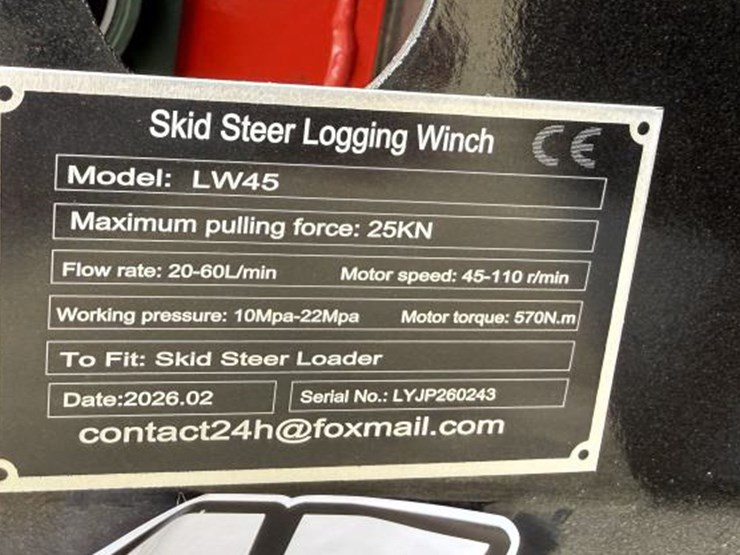 Skid Steer Logging Winch CE
Model: LW45
Maximum pulling force: 25KN
Flow rate: 20-60L/min Motor speed: 45-110 r/min
Working pressure: 10Mpa-22Mpa Motor torque: 570N.m
To Fit: Skid Steer Loader
Date:2026.02 Serial No.: LYJP260243
contact24h@foxmail.com